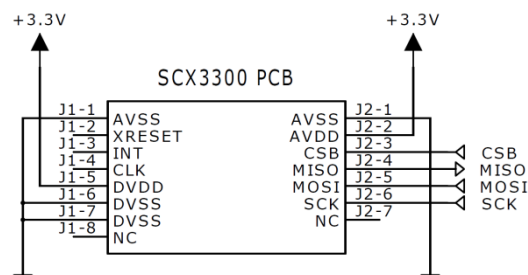 +3.3V
+3.3V
SCX3300 PCB
J1-1 AVSS AVSS J2-1
J1-2 XRESET AVDD J2-2
J1-3 INT CSB J2-3 CSB
J1-4 CLK MISO J2-4 MISO
J1-5 DVDD MOSI J2-5 MOSI
J1-6 DVSS SCK J2-6 SCK
J1-7 DVSS NC J2-7
J1-8 NC